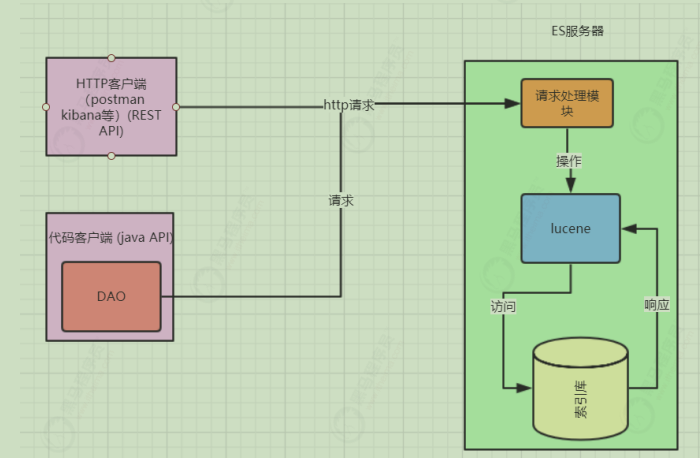 ES服务器
HTTP客户端
（postman
kibana等）(REST
API)
http请求
请求处理模
块
操作
请求
lucene
代码客户端 (java API)
DAO
访问
响应
索引库